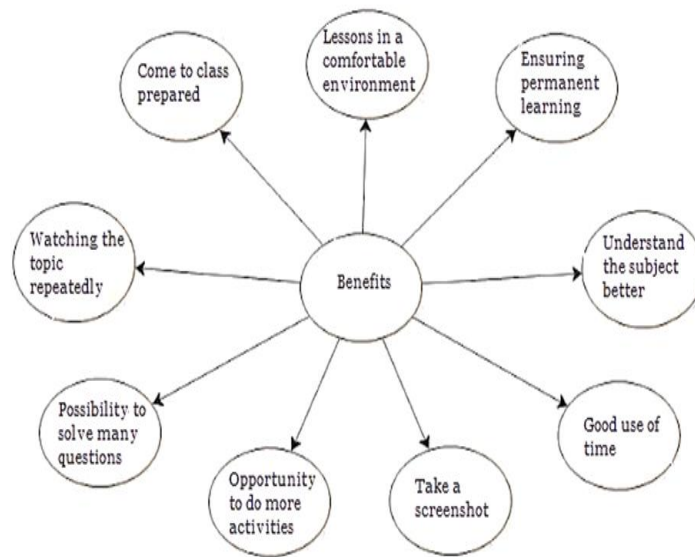 Lessons in a
comfortable
environment
Ensuring
permanent
learning
Come to class
prepared
Watching the
topic
repeatedly
Benefits
Understand
the subject
better
Possibility to
solve many
questions
Good use of
time
Opportunity
to do more
activities
Take a
screenshot